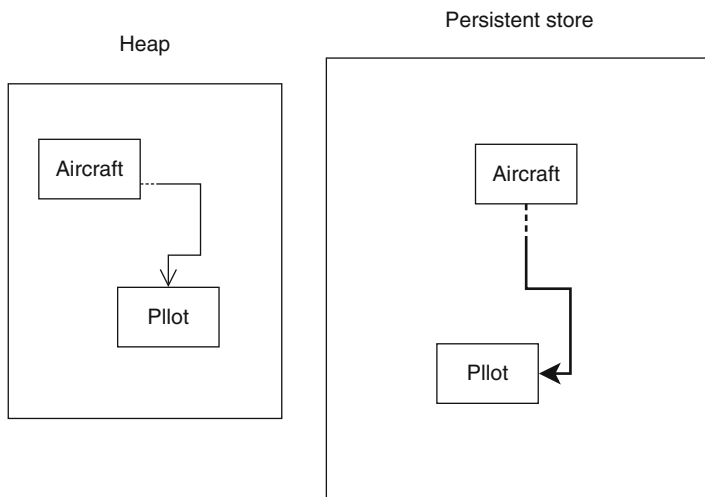 Heap
Persistent store
Aircraft
Aircraft
Pllot
Pllot